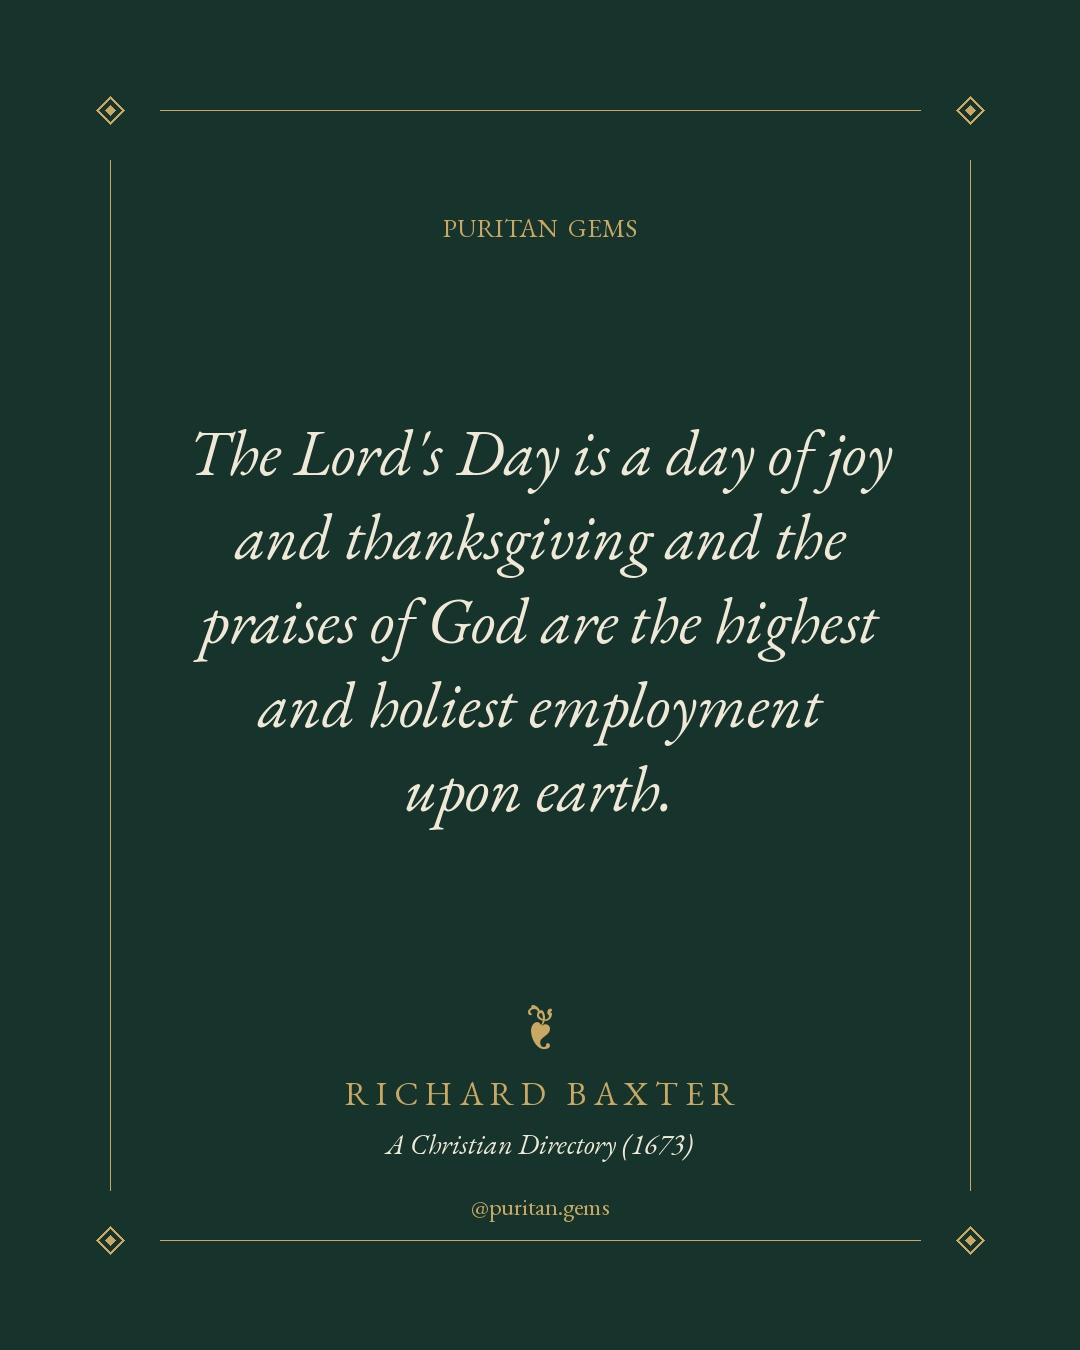 PURITAN GEMS
The Lord's Day is a day of joy
and thanksgiving and the
praises of God are the highest
and holiest employment
upon earth.
RICHARD BAXTER
A Christian Directory (1673)
@puritan.gems